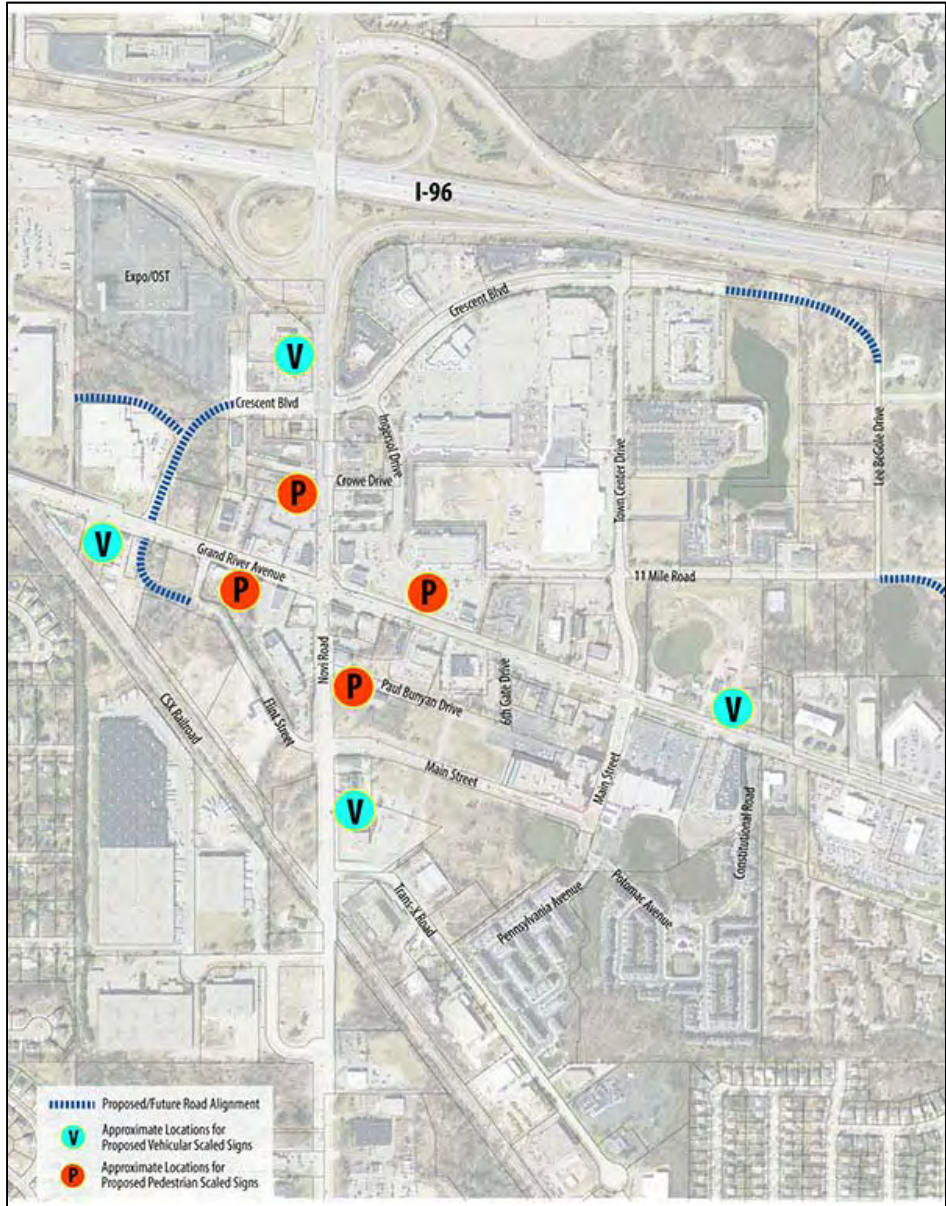 I-96
Expo/OST
Crescent Blvd
V
Crescent Blvd
Ingersol Drive
Lee BeGole Drive
Town Center Drive
P
Crowe Drive
V
Grand River Avenue
P
P
11 Mile Road
Novi Road
P
Paul Bunyan Drive
6th Gate Drive
V
CSX Railroad
Flint Street
Main Street
Main Street
V
Constitutional Road
Trans-X Road
Pennsylvania Avenue
Potomac Avenue
Proposed/Future Road Alignment
V
Approximate Locations for
Proposed Vehicular Scaled Signs
P
Approximate Locations for
Proposed Pedestrian Scaled Signs